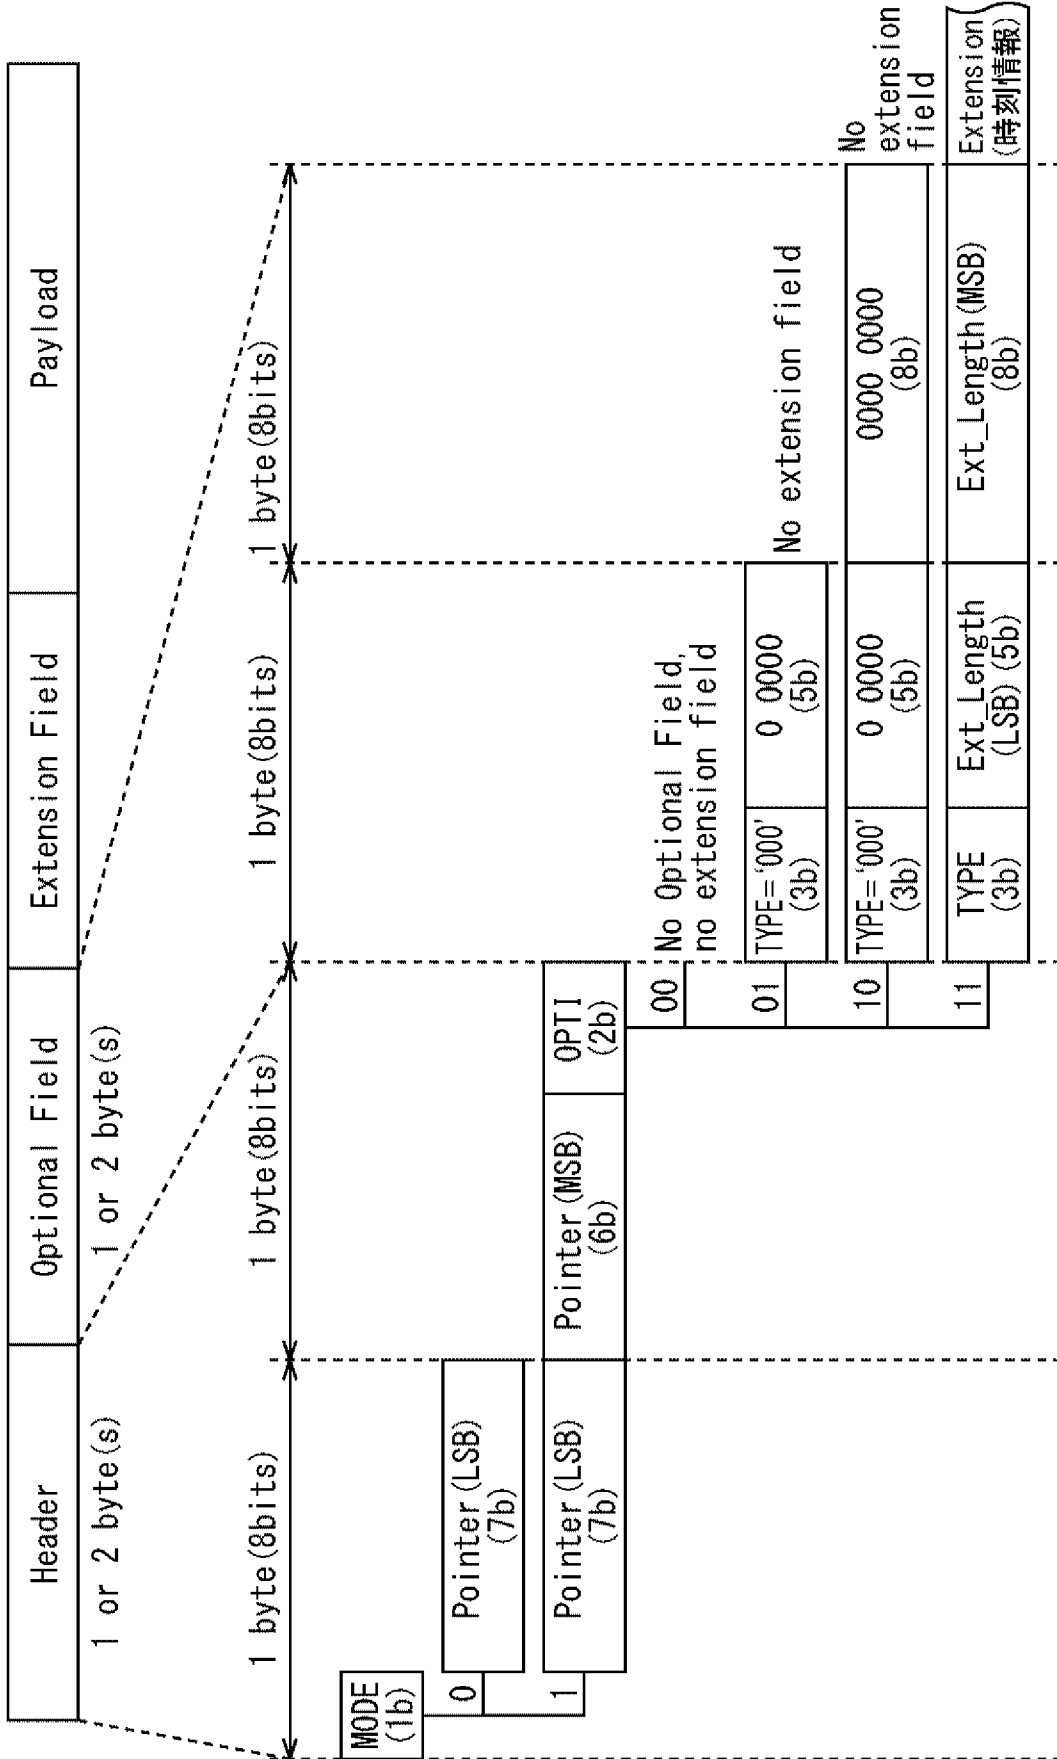 Header
Optional Field
Extension Field
Payload
1 or 2 byte(s)
1 or 2 byte(s)
1 byte(8bits)
1 byte(8bits)
1 byte(8bits)
1 byte(8bits)
MODE
(1b)
0
Pointer(LSB)
(7b)
1
Pointer(LSB)
(7b)
Pointer(MSB)
(6b)
OPTI
(2b)
00
No Optional Field,
no extension field
01
TYPE='000'
(3b)
0 0000
(5b)
No extension field
10
TYPE='000'
(3b)
0 0000
(5b)
0000 0000
(8b)
No
extension
field
11
TYPE
(3b)
Ext_Length
(LSB)(5b)
Ext_Length(MSB)
(8b)
Extension
(時刻情報)